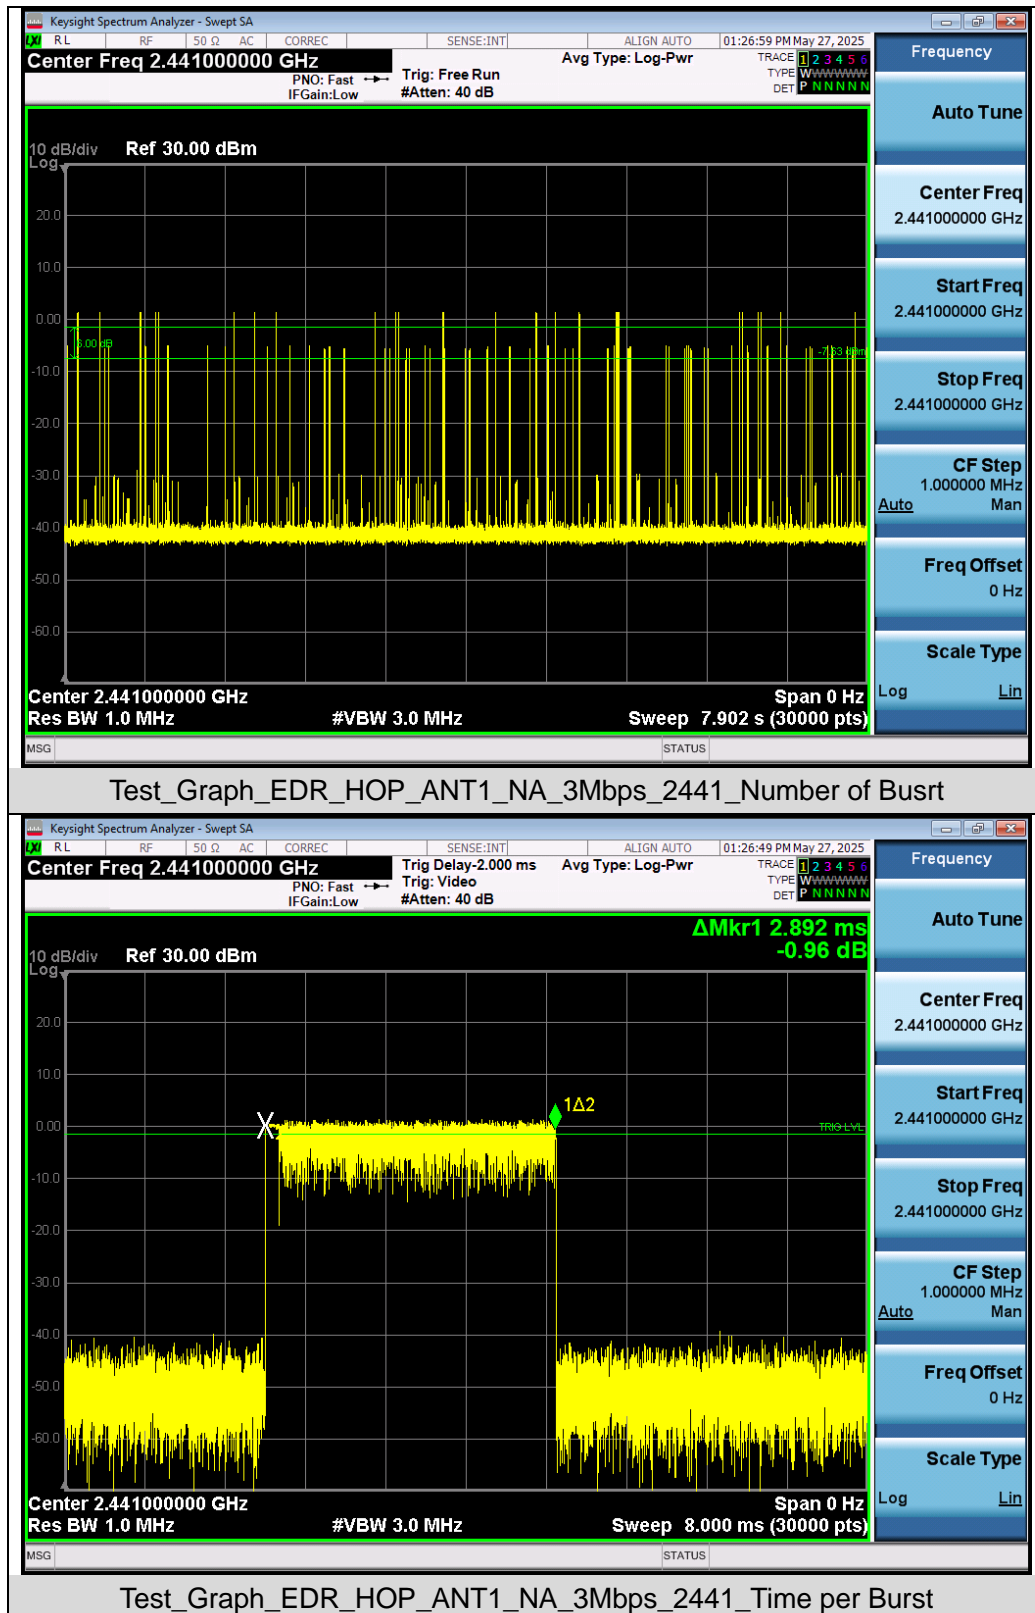 Keysight Spectrum Analyzer - Swept SA
LXI RL RF 50 Ω AC CORREC SENSE:INT ALIGN AUTO 01:26:59 PM May 27, 2025
Center Freq 2.441000000 GHz
PNO: Fast
IFGain:Low
Trig: Free Run
#Atten: 40 dB
Avg Type: Log-Pwr
TRACE 1 2 3 4 5 6
TYPE WWWWWW
DET P N N N N N
10 dB/div Ref 30.00 dBm
Log
20.0
10.0
0.00
6.00 dB
-7.63 dBm
-10.0
-20.0
-30.0
-40.0
-50.0
-60.0
Center 2.441000000 GHz Span 0 Hz
Res BW 1.0 MHz #VBW 3.0 MHz Sweep 7.902 s (30000 pts)
MSG STATUS
Frequency
Auto Tune
Center Freq
2.441000000 GHz
Start Freq
2.441000000 GHz
Stop Freq
2.441000000 GHz
CF Step
1.000000 MHz
Auto Man
Freq Offset
0 Hz
Scale Type
Log Lin
Test_Graph_EDR_HOP_ANT1_NA_3Mbps_2441_Number of Busrt
Keysight Spectrum Analyzer - Swept SA
LXI RL RF 50 Ω AC CORREC SENSE:INT ALIGN AUTO 01:26:49 PM May 27, 2025
Center Freq 2.441000000 GHz
PNO: Fast
IFGain:Low
Trig Delay-2.000 ms
Trig: Video
#Atten: 40 dB
Avg Type: Log-Pwr
TRACE 1 2 3 4 5 6
TYPE WWWWWW
DET P N N N N N
ΔMkr1 2.892 ms
-0.96 dB
10 dB/div Ref 30.00 dBm
Log
20.0
10.0
0.00
1Δ2
TRIG LVL
-10.0
-20.0
-30.0
-40.0
-50.0
-60.0
Center 2.441000000 GHz Span 0 Hz
Res BW 1.0 MHz #VBW 3.0 MHz Sweep 8.000 ms (30000 pts)
MSG STATUS
Frequency
Auto Tune
Center Freq
2.441000000 GHz
Start Freq
2.441000000 GHz
Stop Freq
2.441000000 GHz
CF Step
1.000000 MHz
Auto Man
Freq Offset
0 Hz
Scale Type
Log Lin
Test_Graph_EDR_HOP_ANT1_NA_3Mbps_2441_Time per Burst